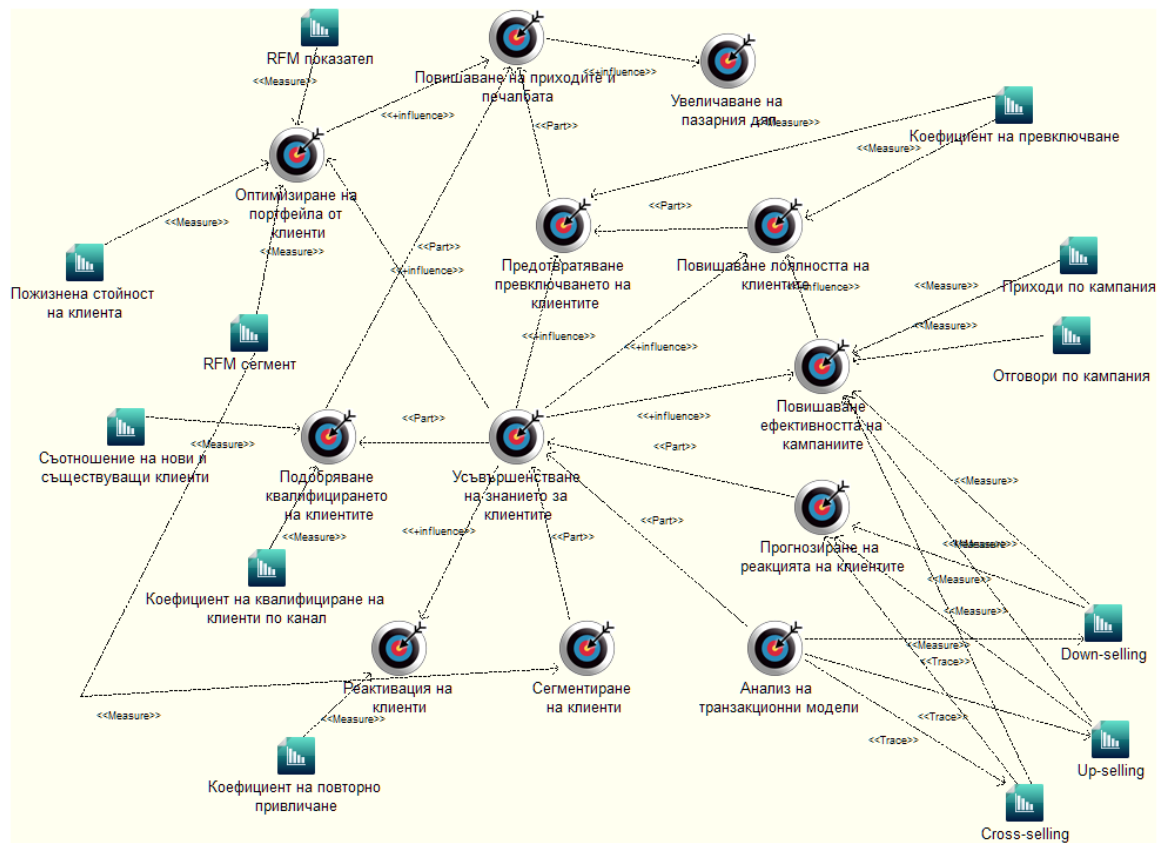 RFM показател
<<Measure>>
Повишаване на приходите и
печалбата
<<+influence>>
Увеличаване на
пазарния дял
<<Measure>>
Коефициент на превключване
<<+influence>>
<<Part>>
<<Measure>>
Оптимизиране на
портфейла от
клиенти
<<Measure>>
<<Measure>>
<<Part>>
<<Part>>
<<+influence>>
Предотвратяване
превключването на
клиентите
Повишаване лоялността на
клиентите
<<+influence>>
Пожизнена стойност
на клиента
<<Measure>>
Приходи по кампания
<<Measure>>
RFM сегмент
<<+influence>>
<<+influence>>
Отговори по кампания
Повишаване
ефективността на
кампаниите
<<Part>>
<<+influence>>
<<Measure>>
Съотношение на нови и
съществуващи клиенти
Подобряване
квалифицирането
на клиентите
Усъвършенстване
на знанието за
клиентите
<<Part>>
<<Measure>>
<<Measure>>
<<+influence>>
<<Part>>
<<Part>>
Прогнозиране на
реакцията на клиентите
<<Measure>>
<<Measure>>
<<Measure>>
<<Measure>>
Коефициент на квалифициране на
клиенти по канал
<<Measure>>
<<Trace>>
Down-selling
Реактивация на
клиенти
Сегментиране
на клиенти
Анализ на
транзакционни модели
<<Measure>>
<<Measure>>
<<Trace>>
<<Trace>>
Up-selling
Коефициент на повторно
привличане
Cross-selling